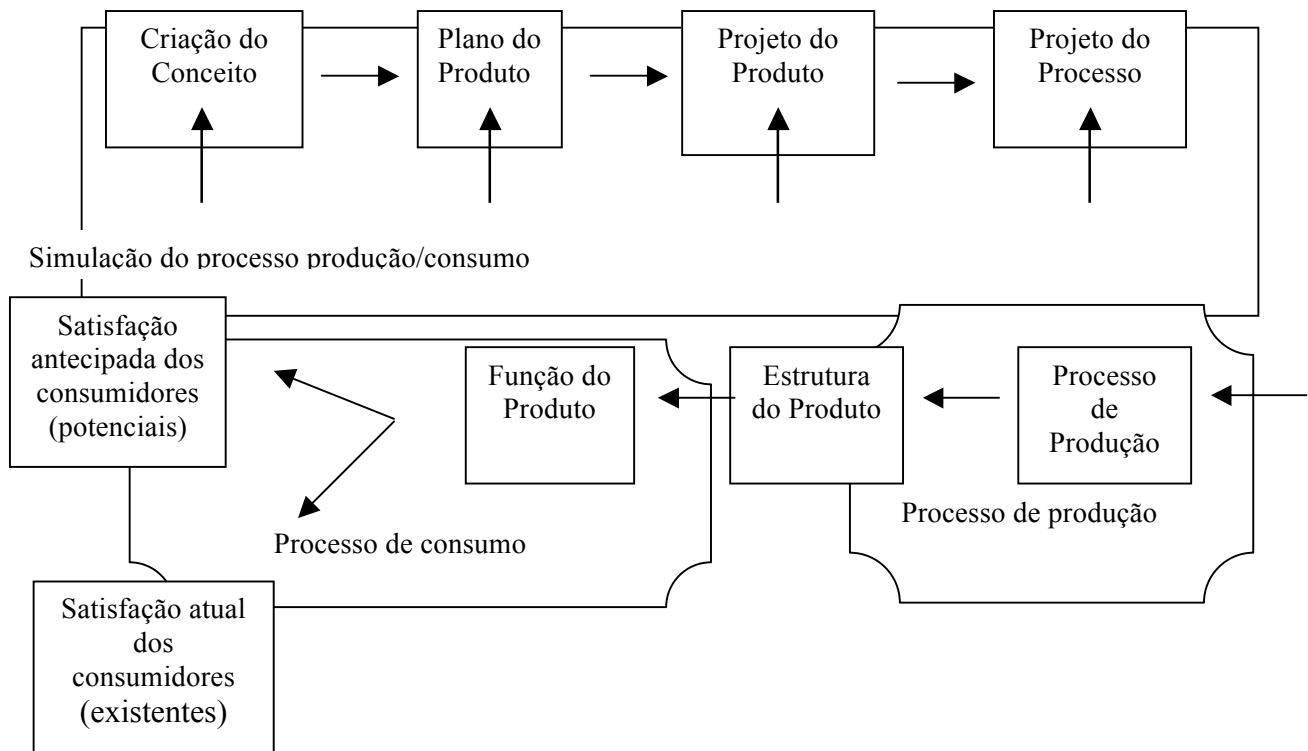 Criação do
Conceito
Plano do
Produto
Projeto do
Produto
Projeto do
Processo
Simulação do processo produção/consumo
Satisfação
antecipada dos
consumidores
(potenciais)
Função do
Produto
Estrutura
do Produto
Processo
de
Produção
Processo de produção
Processo de consumo
Satisfação atual
dos
consumidores
(existentes)